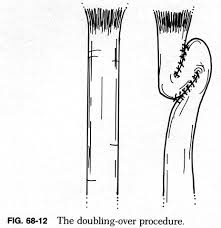 FIG. 68-12 The doubling-over procedure.